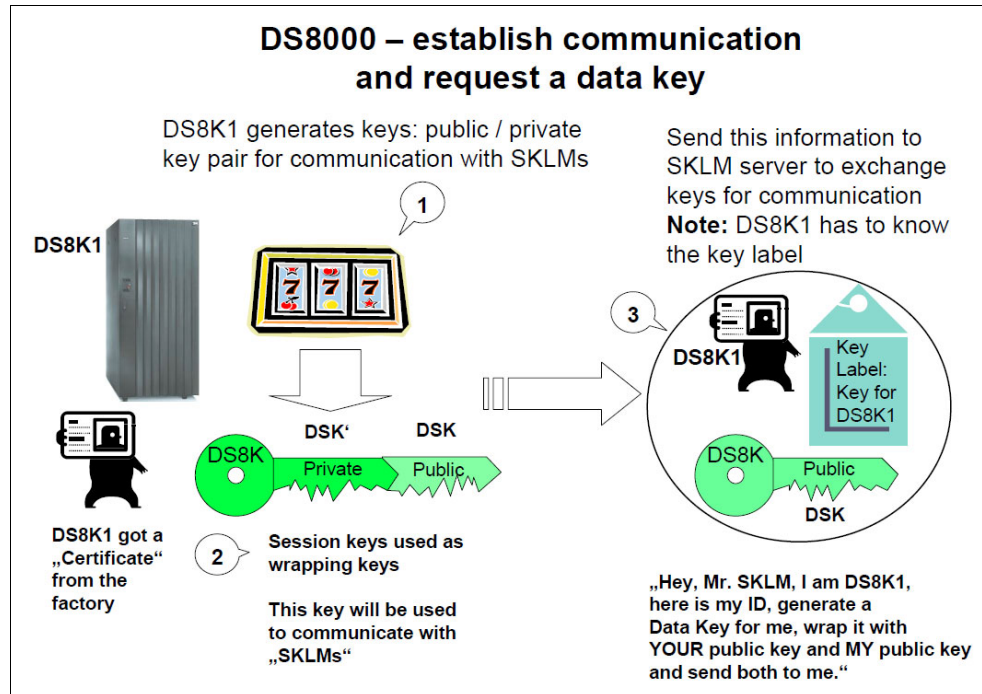 DS8000 – establish communication
and request a data key
DS8K1 generates keys: public / private
key pair for communication with SKLMs
1
Send this information to
SKLM server to exchange
keys for communication
Note: DS8K1 has to know
the key label
DS8K1
7 7 7
3
DS8K1
Key
Label:
Key for
DS8K1
DSK‘
DSK
DS8K
Private
Public
DS8K
Public
DSK
DS8K1 got a
„Certificate“
from the
factory
2
Session keys used as
wrapping keys
This key will be used
to communicate with
„SKLMs“
„Hey, Mr. SKLM, I am DS8K1,
here is my ID, generate a
Data Key for me, wrap it with
YOUR public key and MY public key
and send both to me.“